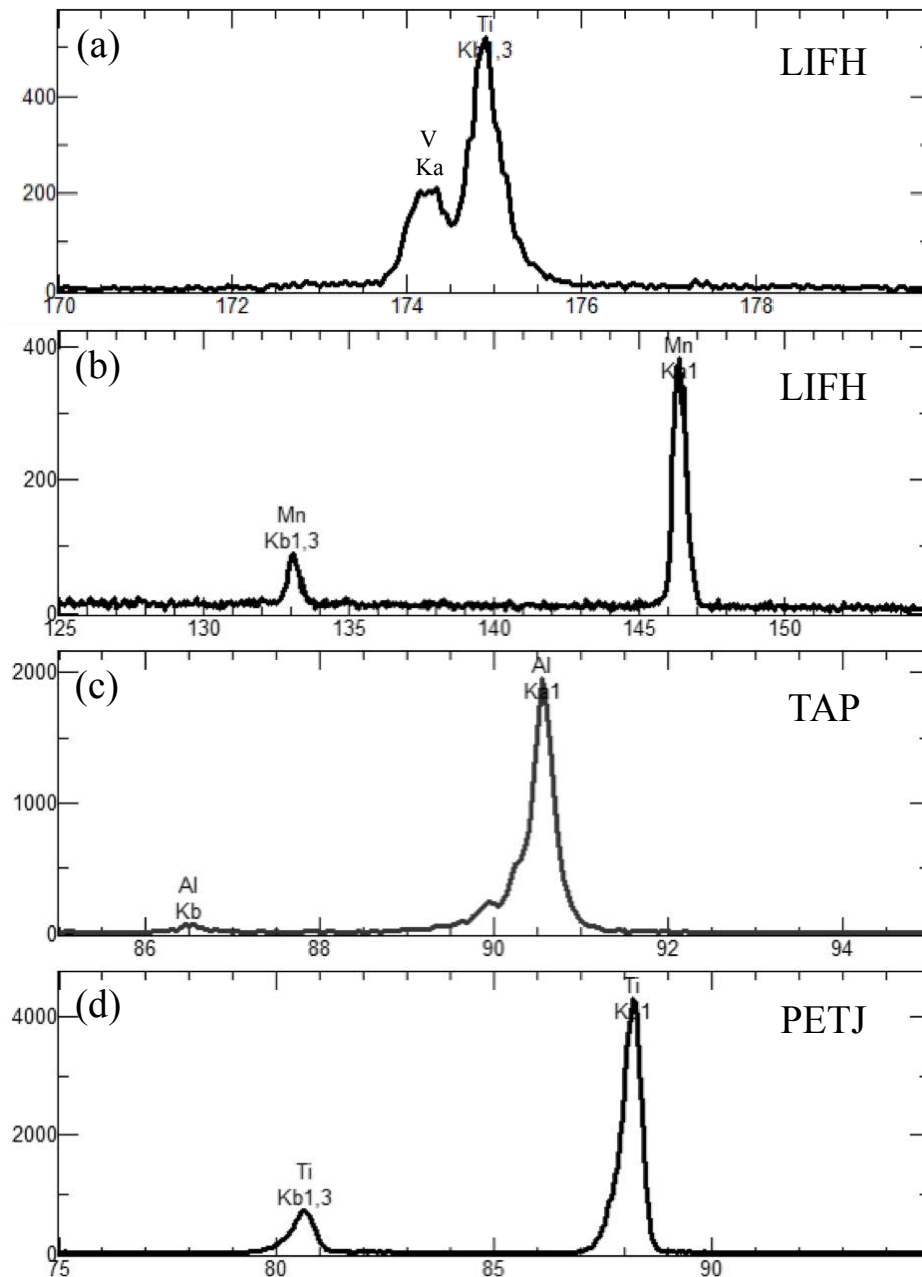 (a)
Ti
Kb1,3
LIFH
V
Ka
400
200
0
170 172 174 176 178
(b)
Mn
Ka1
LIFH
400
200
0
Mn
Kb1,3
125 130 135 140 145 150
(c)
Al
Ka1
TAP
2000
1000
0
Al
Kb
86 88 90 92 94
(d)
Ti
Ka1
PETJ
4000
2000
0
Ti
Kb1,3
75 80 85 90